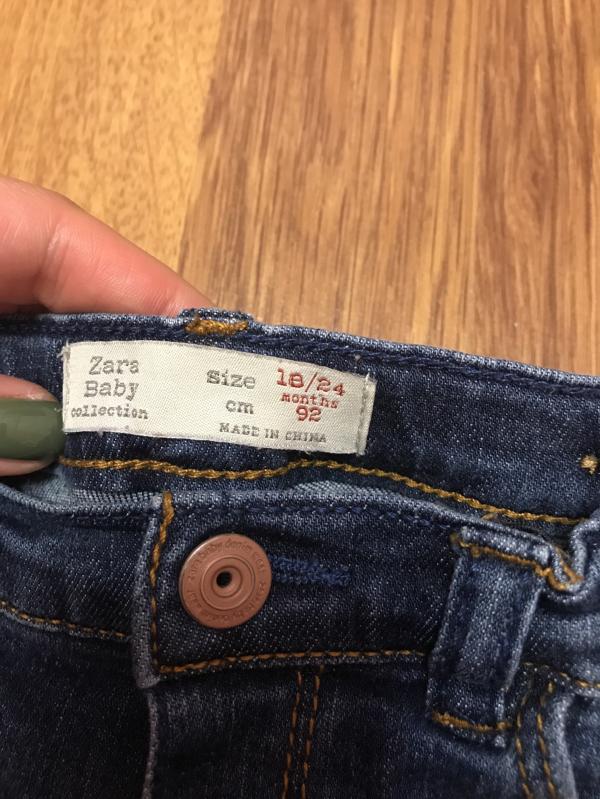 Zara
Baby
collection
Size 18/24
months
cm 92
MADE IN CHINA